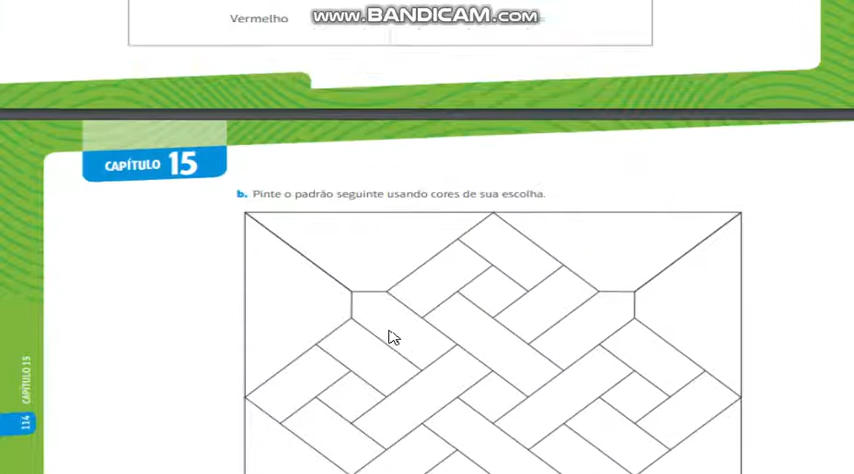 Vermelho
www.BANDICAM.com
CAPÍTULO 15
b. Pinte o padrão seguinte usando cores de sua escolha.
CAPÍTULO 15
114